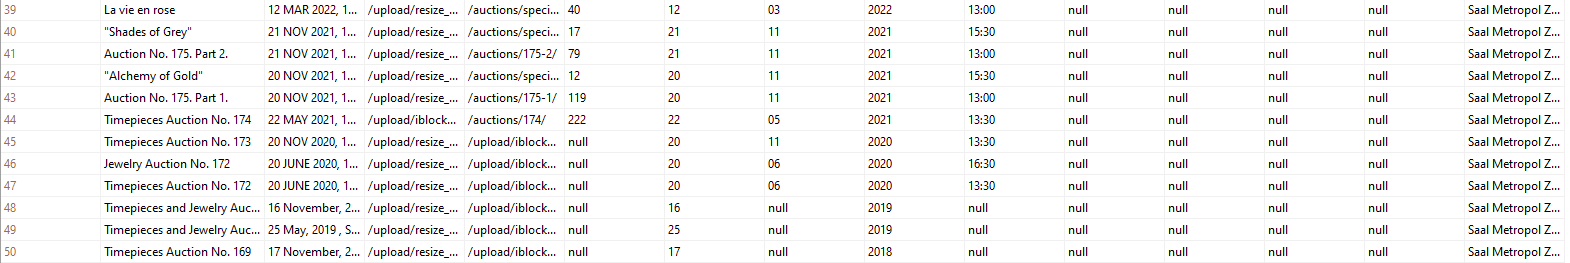 39 La vie en rose 12 MAR 2022, 1... /upload/resize_... /auctions/speci... 40 12 03 2022 13:00 null null null null Saal Metropol Z...
40 "Shades of Grey" 21 NOV 2021, 1... /upload/resize_... /auctions/speci... 17 21 11 2021 15:30 null null null null Saal Metropol Z...
41 Auction No. 175. Part 2. 21 NOV 2021, 1... /upload/resize_... /auctions/175-2/ 79 21 11 2021 13:00 null null null null Saal Metropol Z...
42 "Alchemy of Gold" 20 NOV 2021, 1... /upload/resize_... /auctions/speci... 12 20 11 2021 15:30 null null null null Saal Metropol Z...
43 Auction No. 175. Part 1. 20 NOV 2021, 1... /upload/resize_... /auctions/175-1/ 119 20 11 2021 13:00 null null null null Saal Metropol Z...
44 Timepieces Auction No. 174 22 MAY 2021, 1... /upload/iblock... /auctions/174/ 222 22 05 2021 13:30 null null null null Saal Metropol Z...
45 Timepieces Auction No. 173 20 NOV 2020, 1... /upload/resize_... /upload/iblock... null 20 11 2020 13:30 null null null null Saal Metropol Z...
46 Jewelry Auction No. 172 20 JUNE 2020, 1... /upload/resize_... /upload/iblock... null 20 06 2020 16:30 null null null null Saal Metropol Z...
47 Timepieces Auction No. 172 20 JUNE 2020, 1... /upload/resize_... /upload/iblock... null 20 06 2020 13:30 null null null null Saal Metropol Z...
48 Timepieces and Jewelry Auc... 16 November, 2... /upload/resize_... /upload/iblock... null 16 null 2019 null null null null null Saal Metropol Z...
49 Timepieces and Jewelry Auc... 25 May, 2019 , S... /upload/resize_... /upload/iblock... null 25 null 2019 null null null null null Saal Metropol Z...
50 Timepieces Auction No. 169 17 November, 2... /upload/resize_... /upload/iblock... null 17 null 2018 null null null null null Saal Metropol Z...